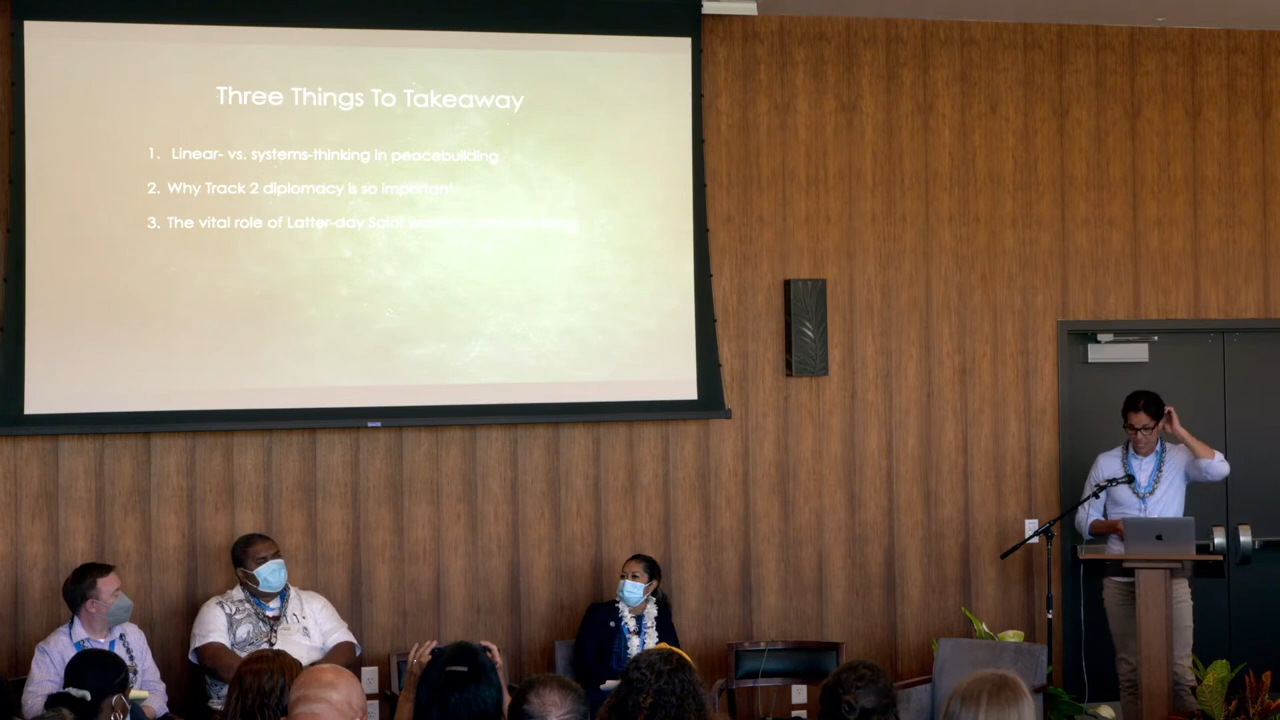 Three Things To Takeaway
1. Linear- vs. systems-thinking in peacebuilding
2. Why Track 2 diplomacy is so important
3. The vital role of Latter-day Saint